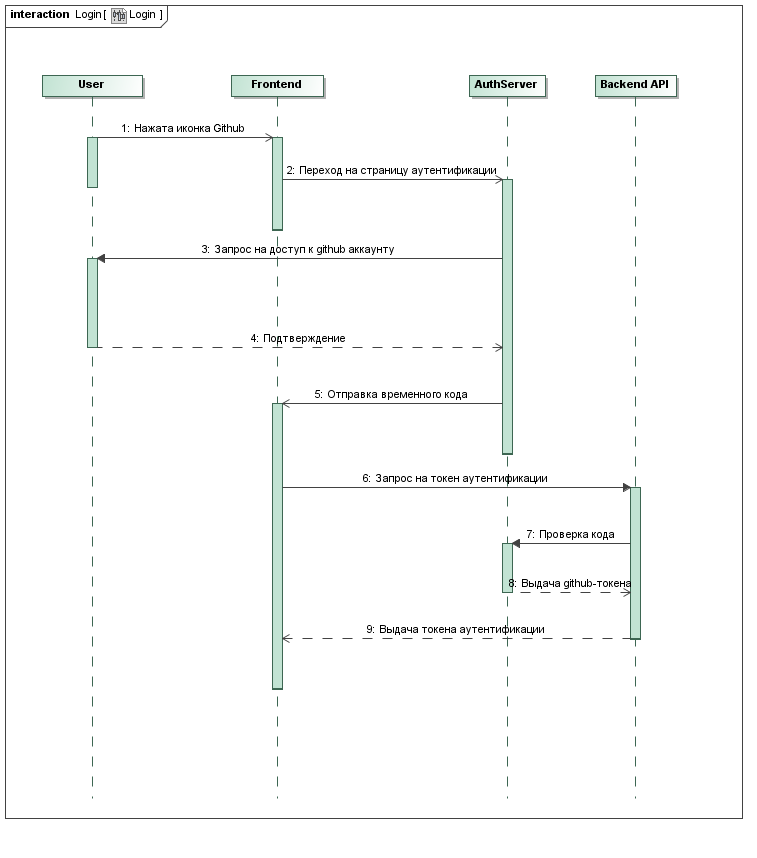 interaction Login[ Login ]
User
Frontend
AuthServer
Backend API
1: Нажата иконка Github
2: Переход на страницу аутентификации
3: Запрос на доступ к github аккаунту
4: Подтверждение
5: Отправка временного кода
6: Запрос на токен аутентификации
7: Проверка кода
8: Выдача github-токена
9: Выдача токена аутентификации